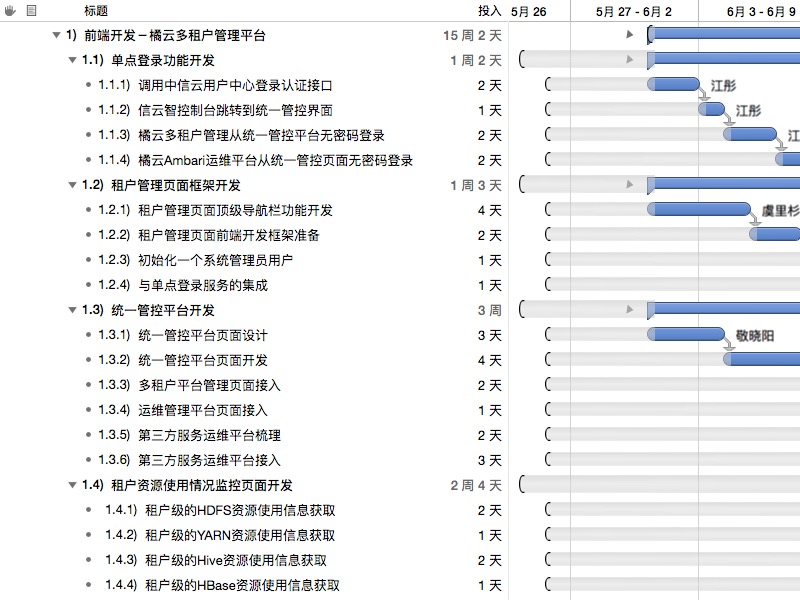 标题 投入 5月 26 5月 27 - 6月 2 6月 3 - 6月 9
1) 前端开发 – 橘云多租户管理平台 15 周 2 天
1.1) 单点登录功能开发 1 周 2 天
1.1.1) 调用中信云用户中心登录认证接口 2 天 江彤
1.1.2) 信云智控制台跳转到统一管控界面 1 天 江彤
1.1.3) 橘云多租户管理从统一管控平台无密码登录 2 天 江
1.1.4) 橘云Ambari运维平台从统一管控页面无密码登录 2 天
1.2) 租户管理页面框架开发 1 周 3 天
1.2.1) 租户管理页面顶级导航栏功能开发 4 天 虞里杉
1.2.2) 租户管理页面前端开发框架准备 2 天
1.2.3) 初始化一个系统管理员用户 1 天
1.2.4) 与单点登录服务的集成 1 天
1.3) 统一管控平台开发 3 周
1.3.1) 统一管控平台页面设计 3 天 敬晓阳
1.3.2) 统一管控平台页面开发 4 天
1.3.3) 多租户平台管理页面接入 2 天
1.3.4) 运维管理平台页面接入 1 天
1.3.5) 第三方服务运维平台梳理 2 天
1.3.6) 第三方服务运维平台接入 3 天
1.4) 租户资源使用情况监控页面开发 2 周 4 天
1.4.1) 租户级的HDFS资源使用信息获取 2 天
1.4.2) 租户级的YARN资源使用信息获取 1 天
1.4.3) 租户级的Hive资源使用信息获取 2 天
1.4.4) 租户级的HBase资源使用信息获取 1 天